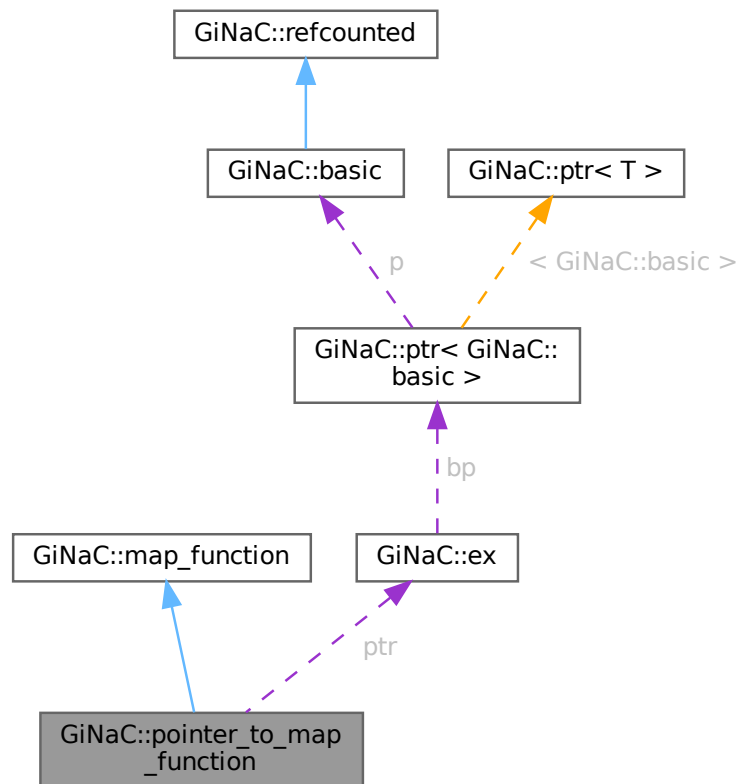 GiNaC::refcounted
GiNaC::basic
GiNaC::ptr< T >
p
< GiNaC::basic >
GiNaC::ptr< GiNaC::
basic >
bp
GiNaC::map_function
GiNaC::ex
ptr
GiNaC::pointer_to_map
_function